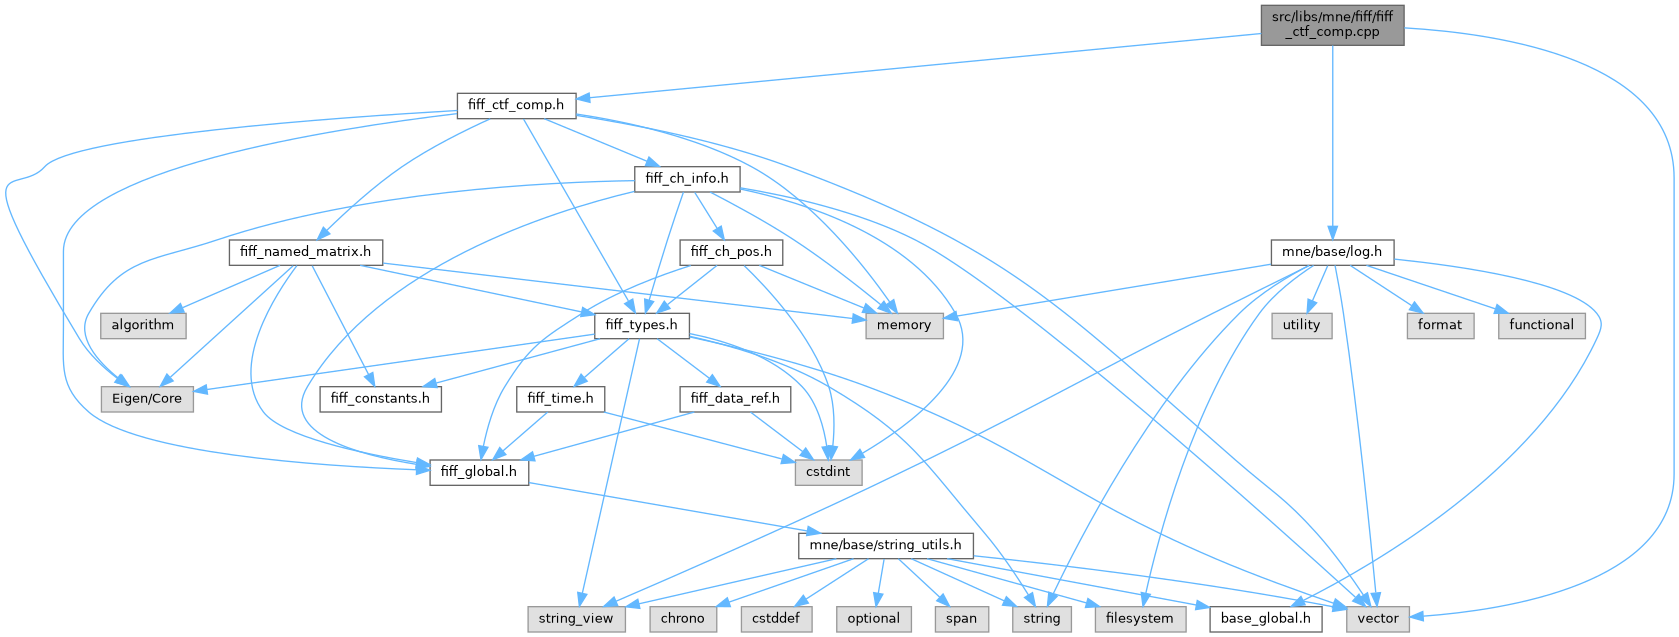 src/libs/mne/fiff/fiff
_ctf_comp.cpp
fiff_ctf_comp.h
fiff_ch_info.h
fiff_named_matrix.h
fiff_ch_pos.h
mne/base/log.h
algorithm
fiff_types.h
memory
utility
format
functional
Eigen/Core
fiff_constants.h
fiff_time.h
fiff_data_ref.h
fiff_global.h
cstdint
mne/base/string_utils.h
string_view
chrono
cstddef
optional
span
string
filesystem
base_global.h
vector